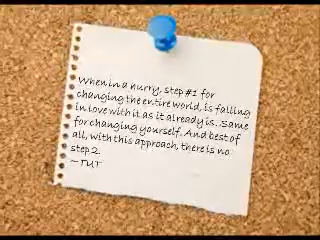 When in a hurry, step #1 for
changing the entire world, is falling
in love with it as it already is. Same
for changing yourself. And best of
all, with this approach, there is no
step 2.
~TUT